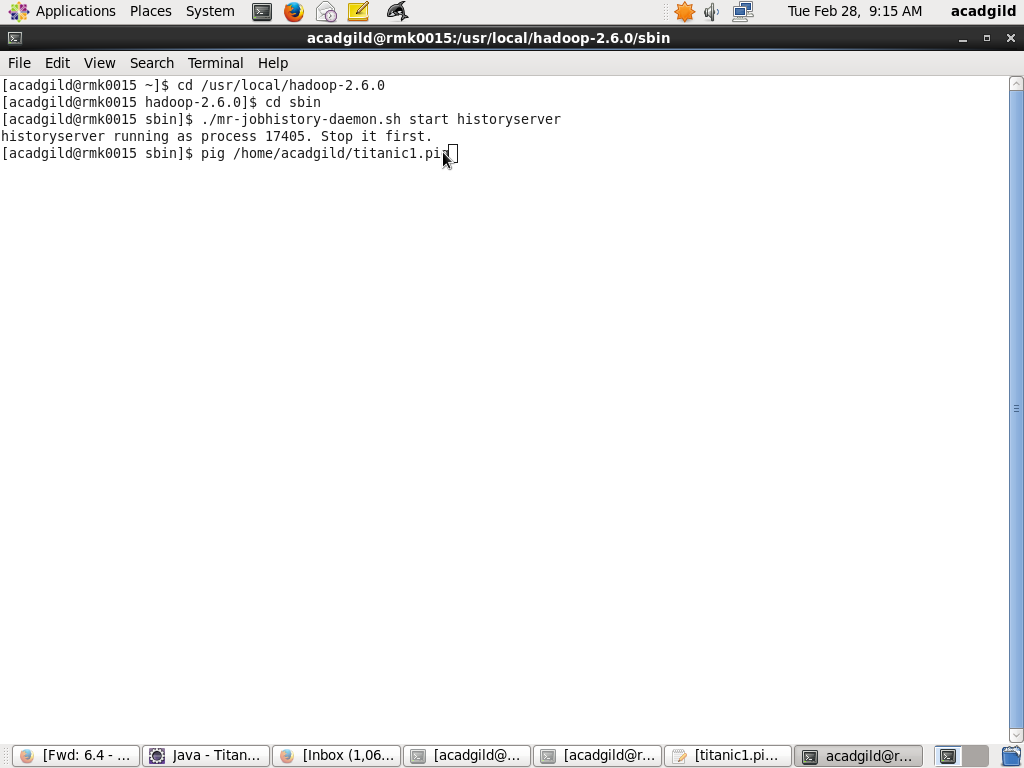 Applications Places System Tue Feb 28, 9:15 AM acadgild
acadgild@rmk0015:/usr/local/hadoop-2.6.0/sbin
File Edit View Search Terminal Help
[acadgild@rmk0015 ~]$ cd /usr/local/hadoop-2.6.0
[acadgild@rmk0015 hadoop-2.6.0]$ cd sbin
[acadgild@rmk0015 sbin]$ ./mr-jobhistory-daemon.sh start historyserver
historyserver running as process 17405. Stop it first.
[acadgild@rmk0015 sbin]$ pig /home/acadgild/titanic1.pig
[Fwd: 6.4 - ... Java - Titan... [Inbox (1,06... [acadgild@... [acadgild@r... [titanic1.pi... acadgild@r...